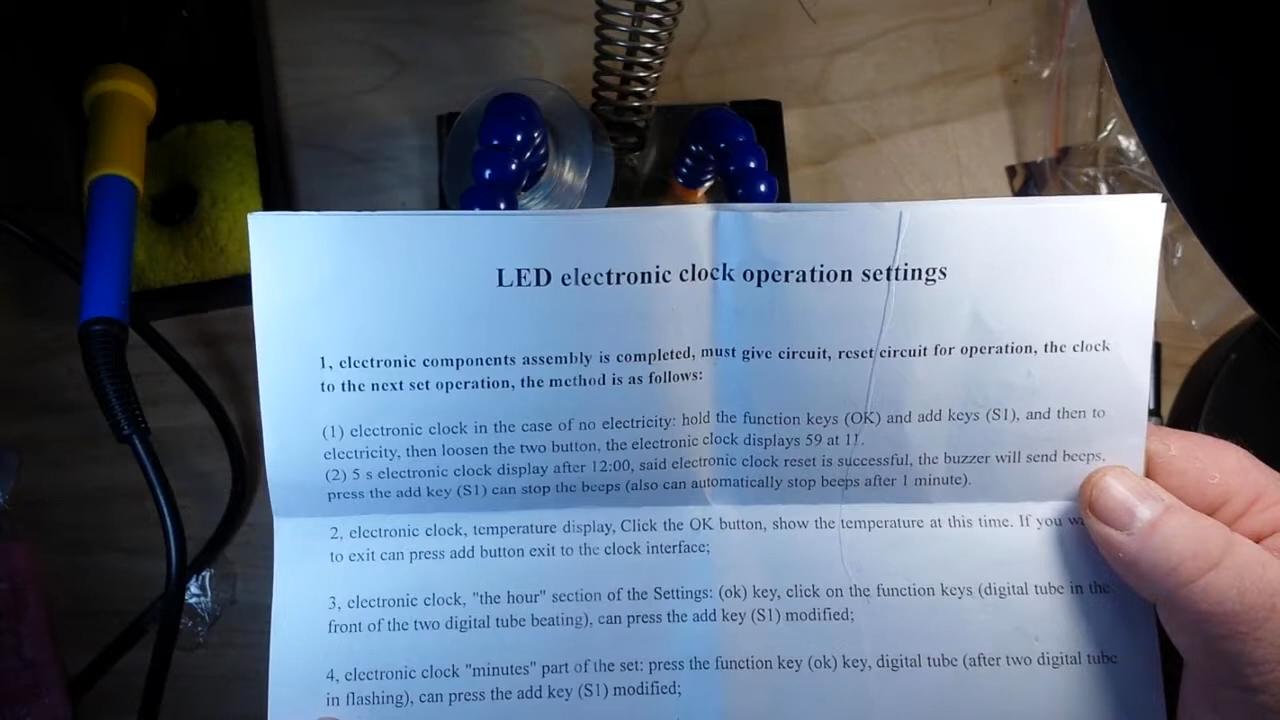 LED electronic clock operation settings
1, electronic components assembly is completed, must give circuit, reset circuit for operation, the clock
to the next set operation, the method is as follows:
(1) electronic clock in the case of no electricity: hold the function keys (OK) and add keys (S1), and then to
electricity, then loosen the two button, the electronic clock displays 59 at 11.
(2) 5 s electronic clock display after 12:00, said electronic clock reset is successful, the buzzer will send beeps,
press the add key (S1) can stop the beeps (also can automatically stop beeps after 1 minute).
2, electronic clock, temperature display, Click the OK button, show the temperature at this time. If you
to exit can press add button exit to the clock interface;
3, electronic clock, "the hour" section of the Settings: (ok) key, click on the function keys (digital tube in the
front of the two digital tube beating), can press the add key (S1) modified;
4, electronic clock "minutes" part of the set: press the function key (ok) key, digital tube (after two digital tube
in flashing), can press the add key (S1) modified;